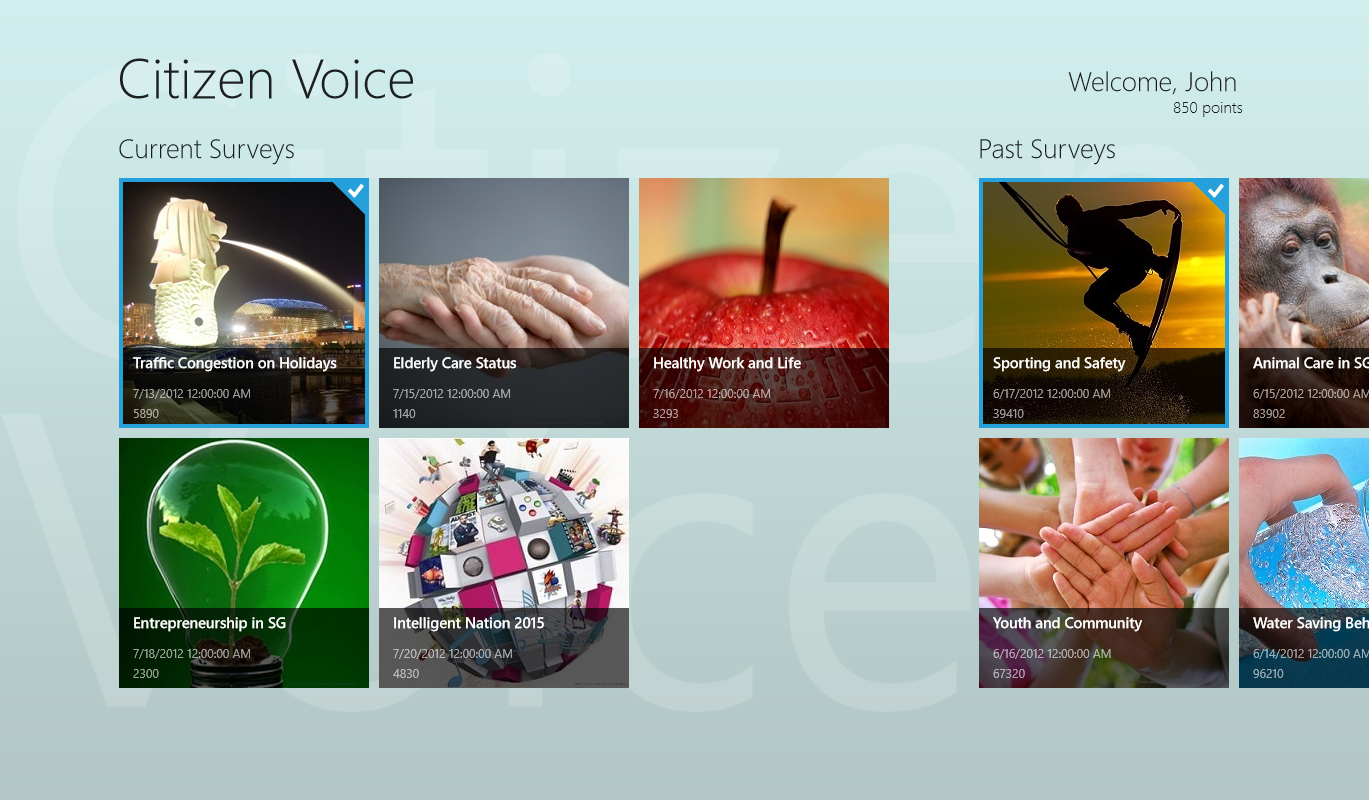 Citizen Voice
Welcome, John
850 points
Current Surveys
Traffic Congestion on Holidays
7/13/2012 12:00:00 AM
5890
Elderly Care Status
7/15/2012 12:00:00 AM
1140
Healthy Work and Life
7/16/2012 12:00:00 AM
3293
Entrepreneurship in SG
7/18/2012 12:00:00 AM
2300
Intelligent Nation 2015
7/20/2012 12:00:00 AM
4830
Past Surveys
Sporting and Safety
6/17/2012 12:00:00 AM
39410
Animal Care in SG
6/15/2012 12:00:00 AM
83902
Youth and Community
6/16/2012 12:00:00 AM
67320
Water Saving Beh
6/14/2012 12:00:00 AM
96210
Citizen
Voice